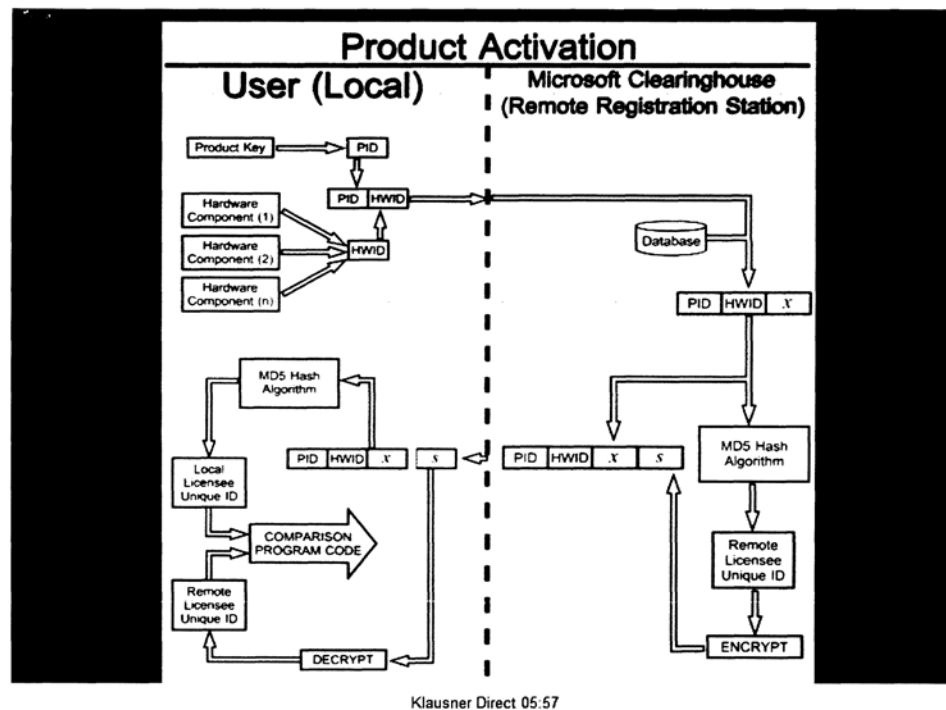 Product Activation
User (Local)
Microsoft Clearinghouse
(Remote Registration Station)
Product Key
PID
PID HWID
Hardware
Component (1)
Hardware
Component (2)
Hardware
Component (n)
HWID
Database
PID HWID x
MD5 Hash
Algorithm
PID HWID x s
PID HWID x s
MD5 Hash
Algorithm
Local
Licensee
Unique ID
COMPARISON
PROGRAM CODE
Remote
Licensee
Unique ID
Remote
Licensee
Unique ID
DECRYPT
ENCRYPT
Klausner Direct 05:57